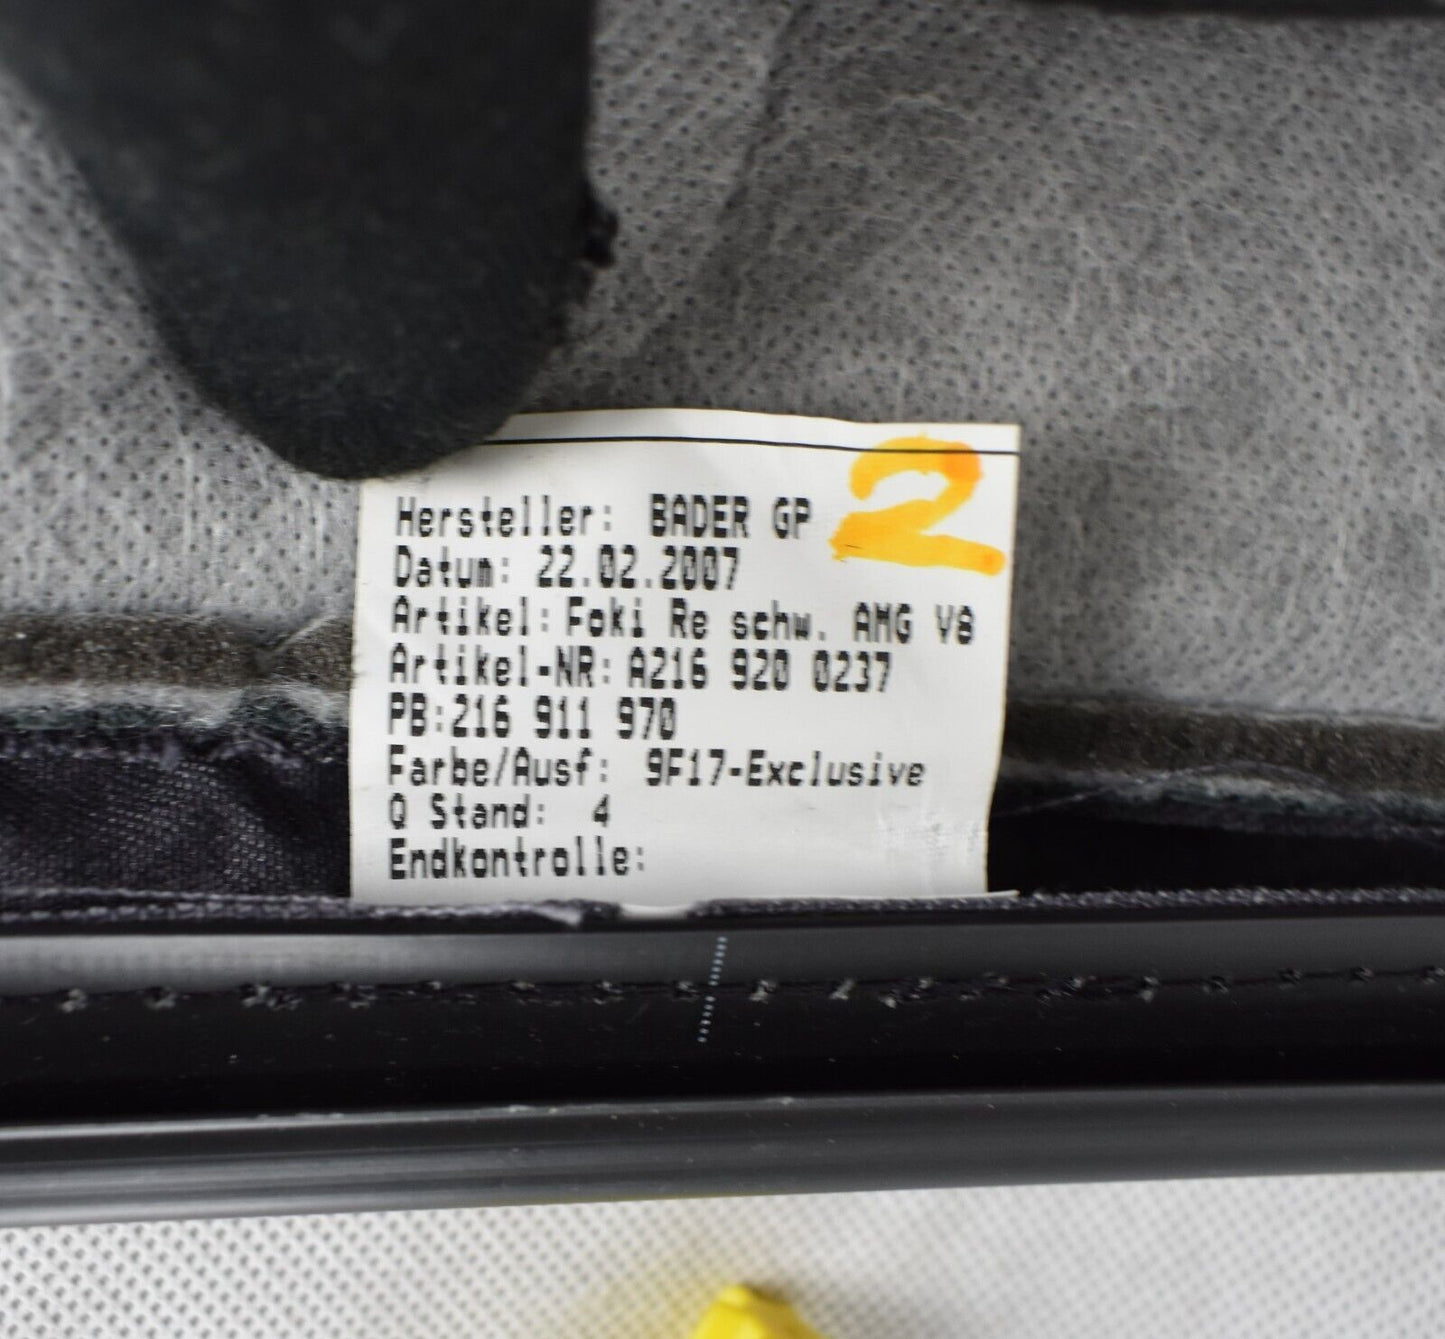 2
Hersteller: BADER GP
Datum: 22.02.2007
Artikel: Foki Re schw. AMG V8
Artikel-NR: A216 920 0237
PB:216 911 970
Farbe/Ausf: 9F17-Exclusive
Q Stand: 4
Endkontrolle: